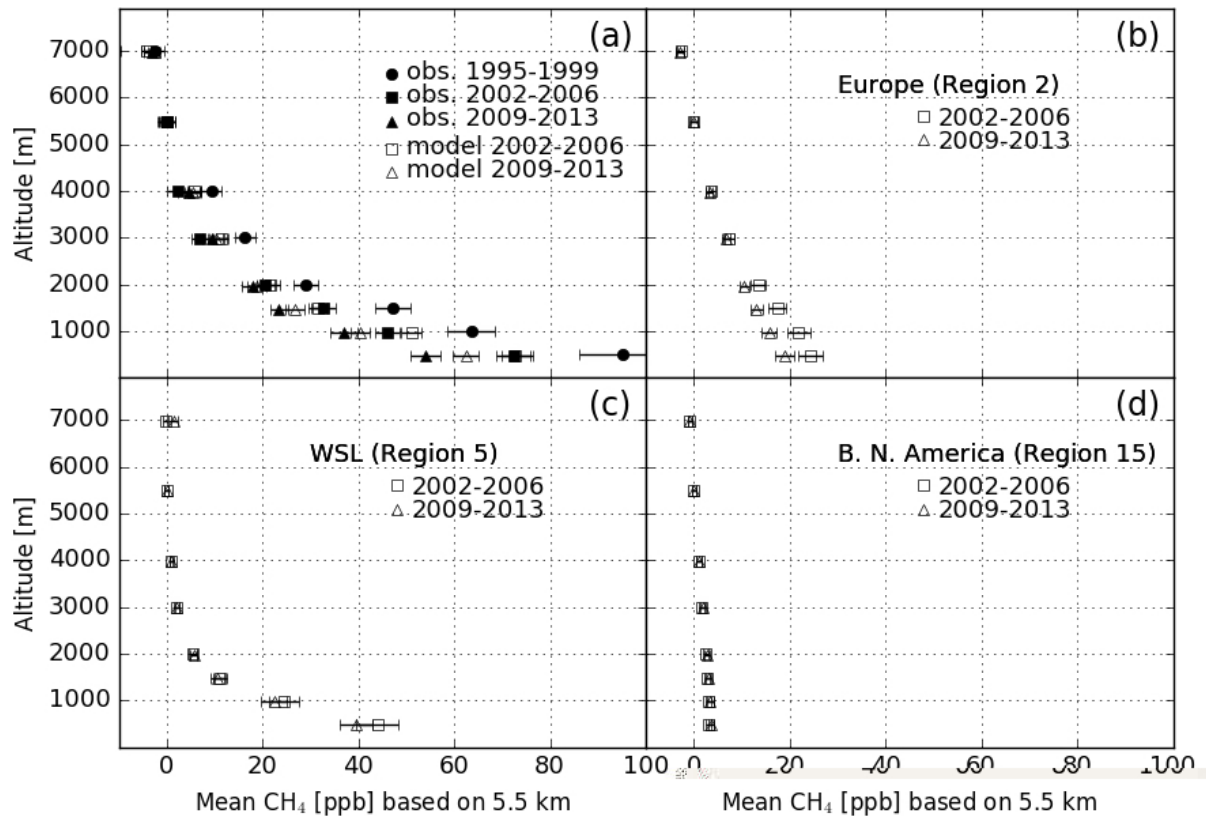 (a)
obs. 1995-1999
obs. 2002-2006
obs. 2009-2013
model 2002-2006
model 2009-2013
7000
6000
5000
4000
3000
2000
1000
Altitude [m]
(b)
Europe (Region 2)
2002-2006
2009-2013
(c)
WSL (Region 5)
2002-2006
2009-2013
7000
6000
5000
4000
3000
2000
1000
Altitude [m]
0 20 40 60 80
Mean CH₄ [ppb] based on 5.5 km
(d)
B. N. America (Region 15)
2002-2006
2009-2013
Mean CH₄ [ppb] based on 5.5 km